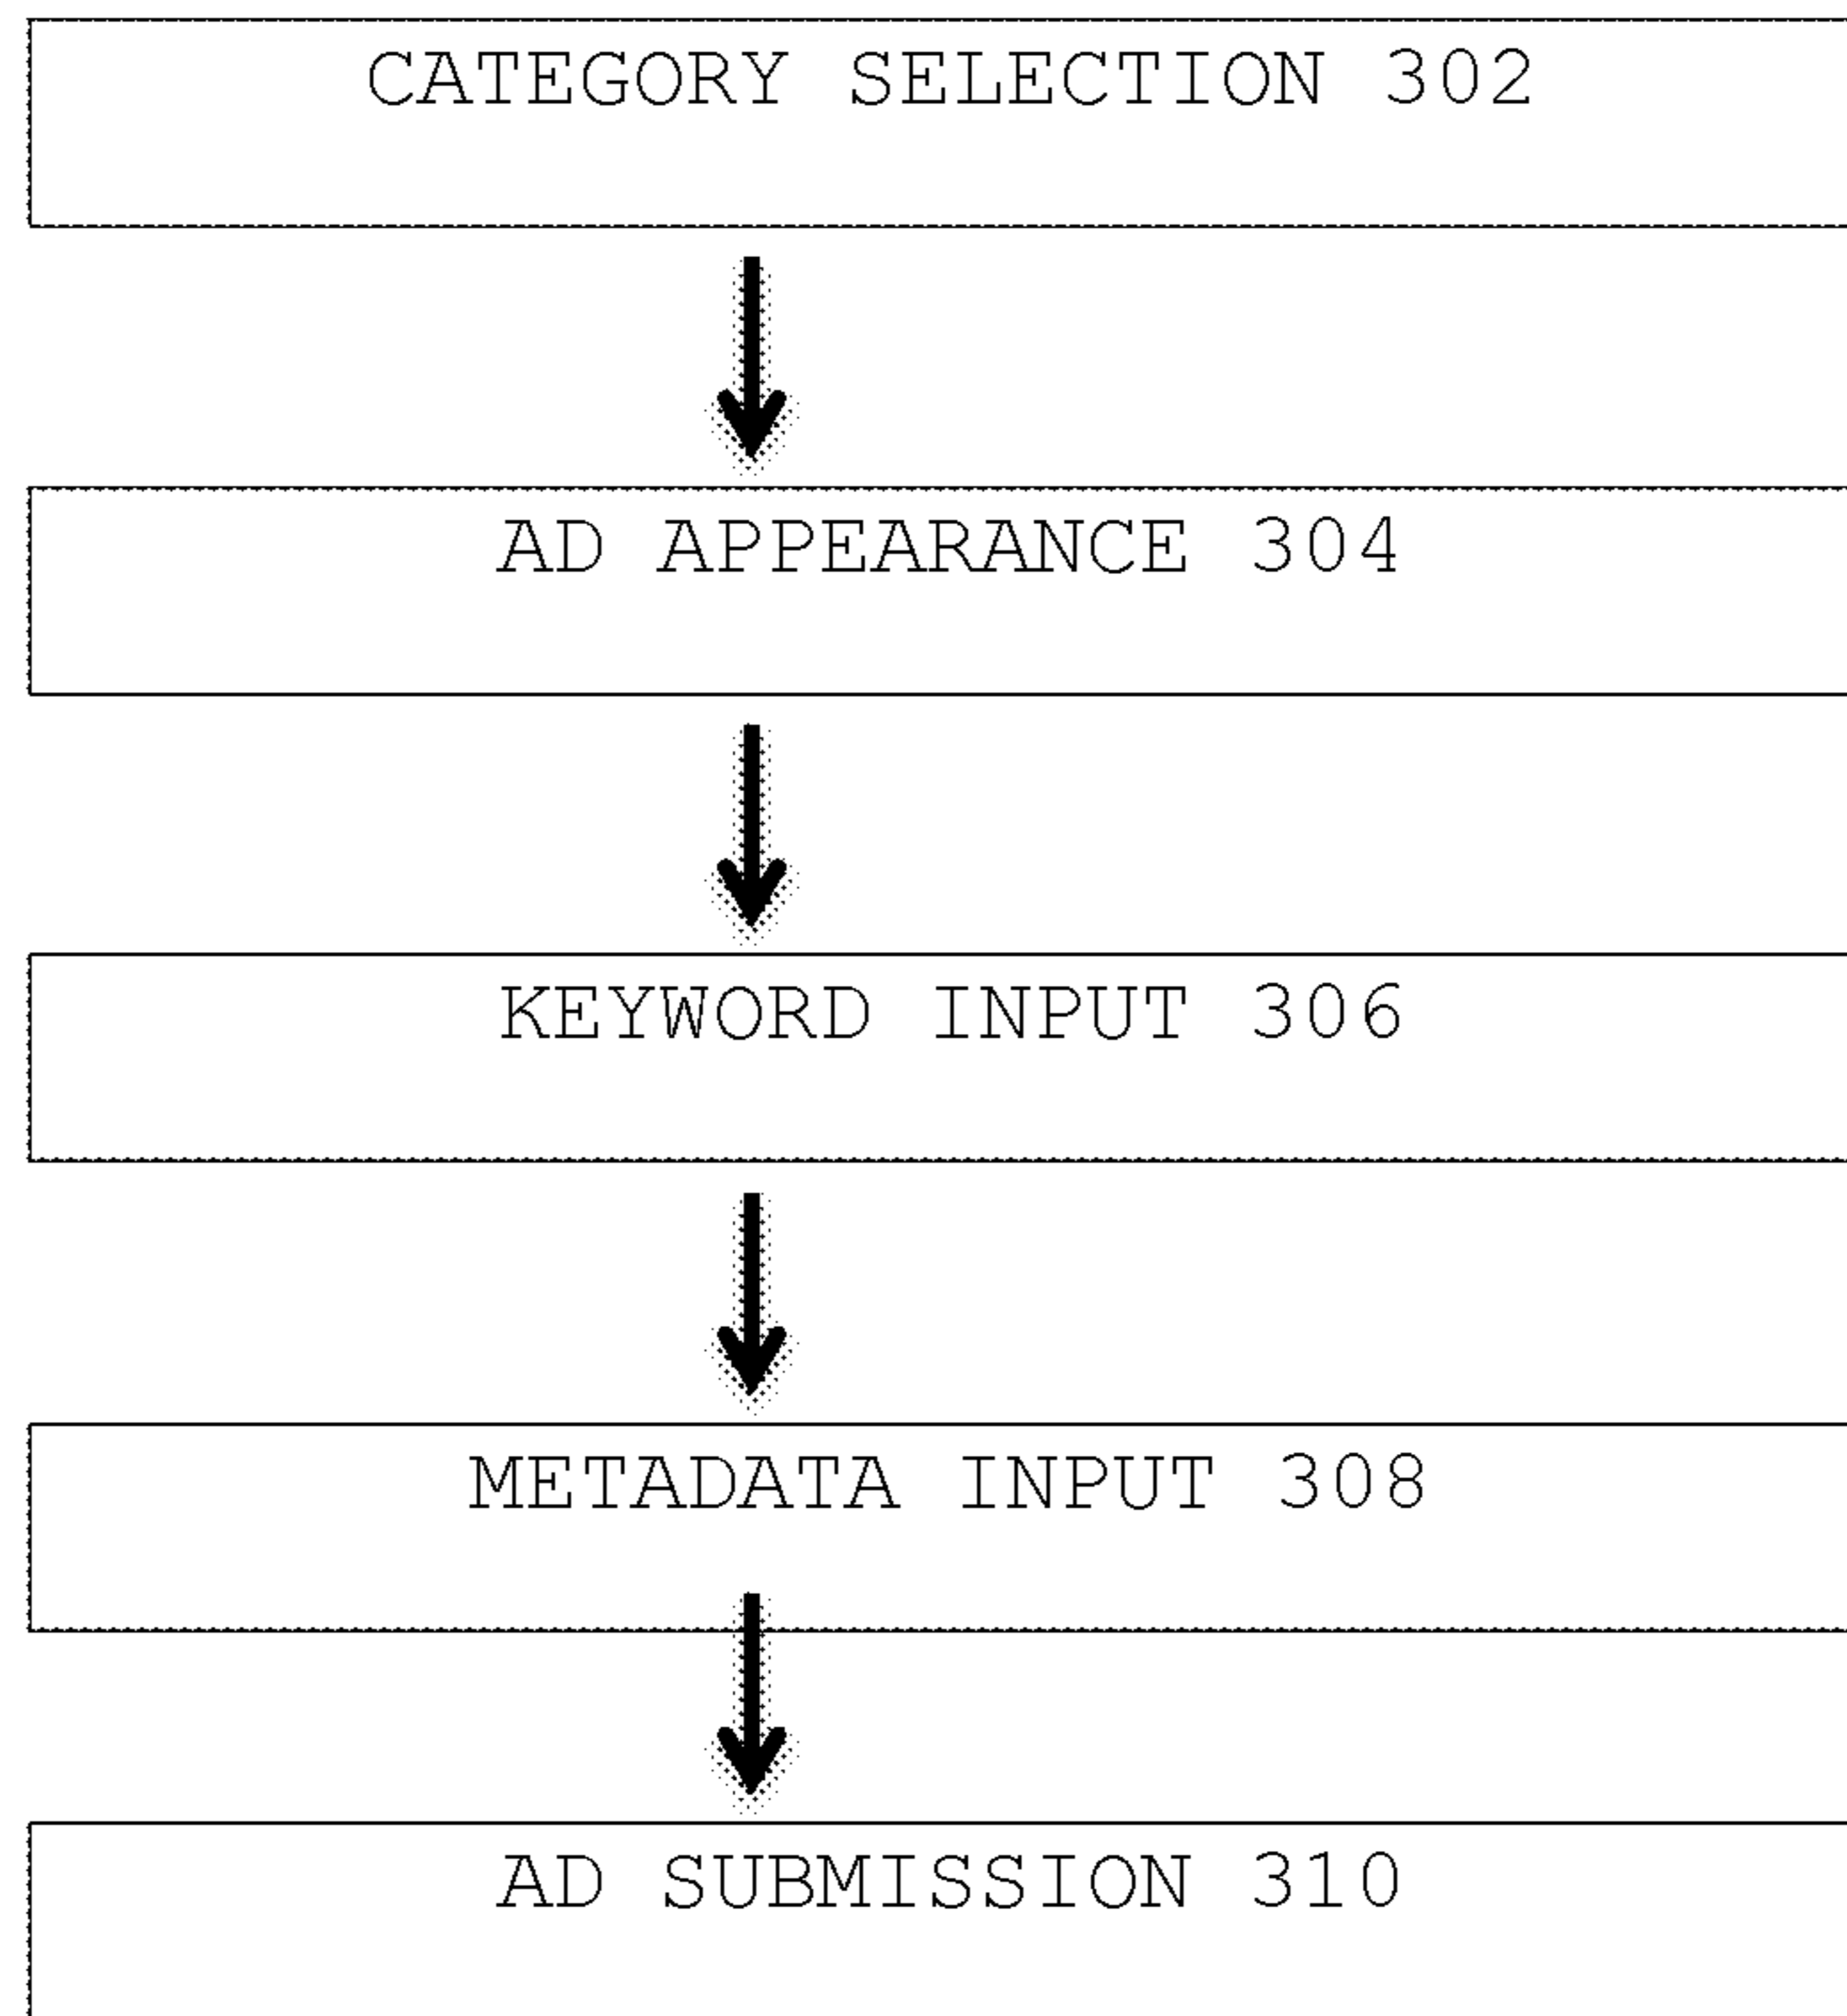 CATEGORY SELECTION 302
AD APPEARANCE 304
KEYWORD INPUT 306
METADATA INPUT 308
AD SUBMISSION 310